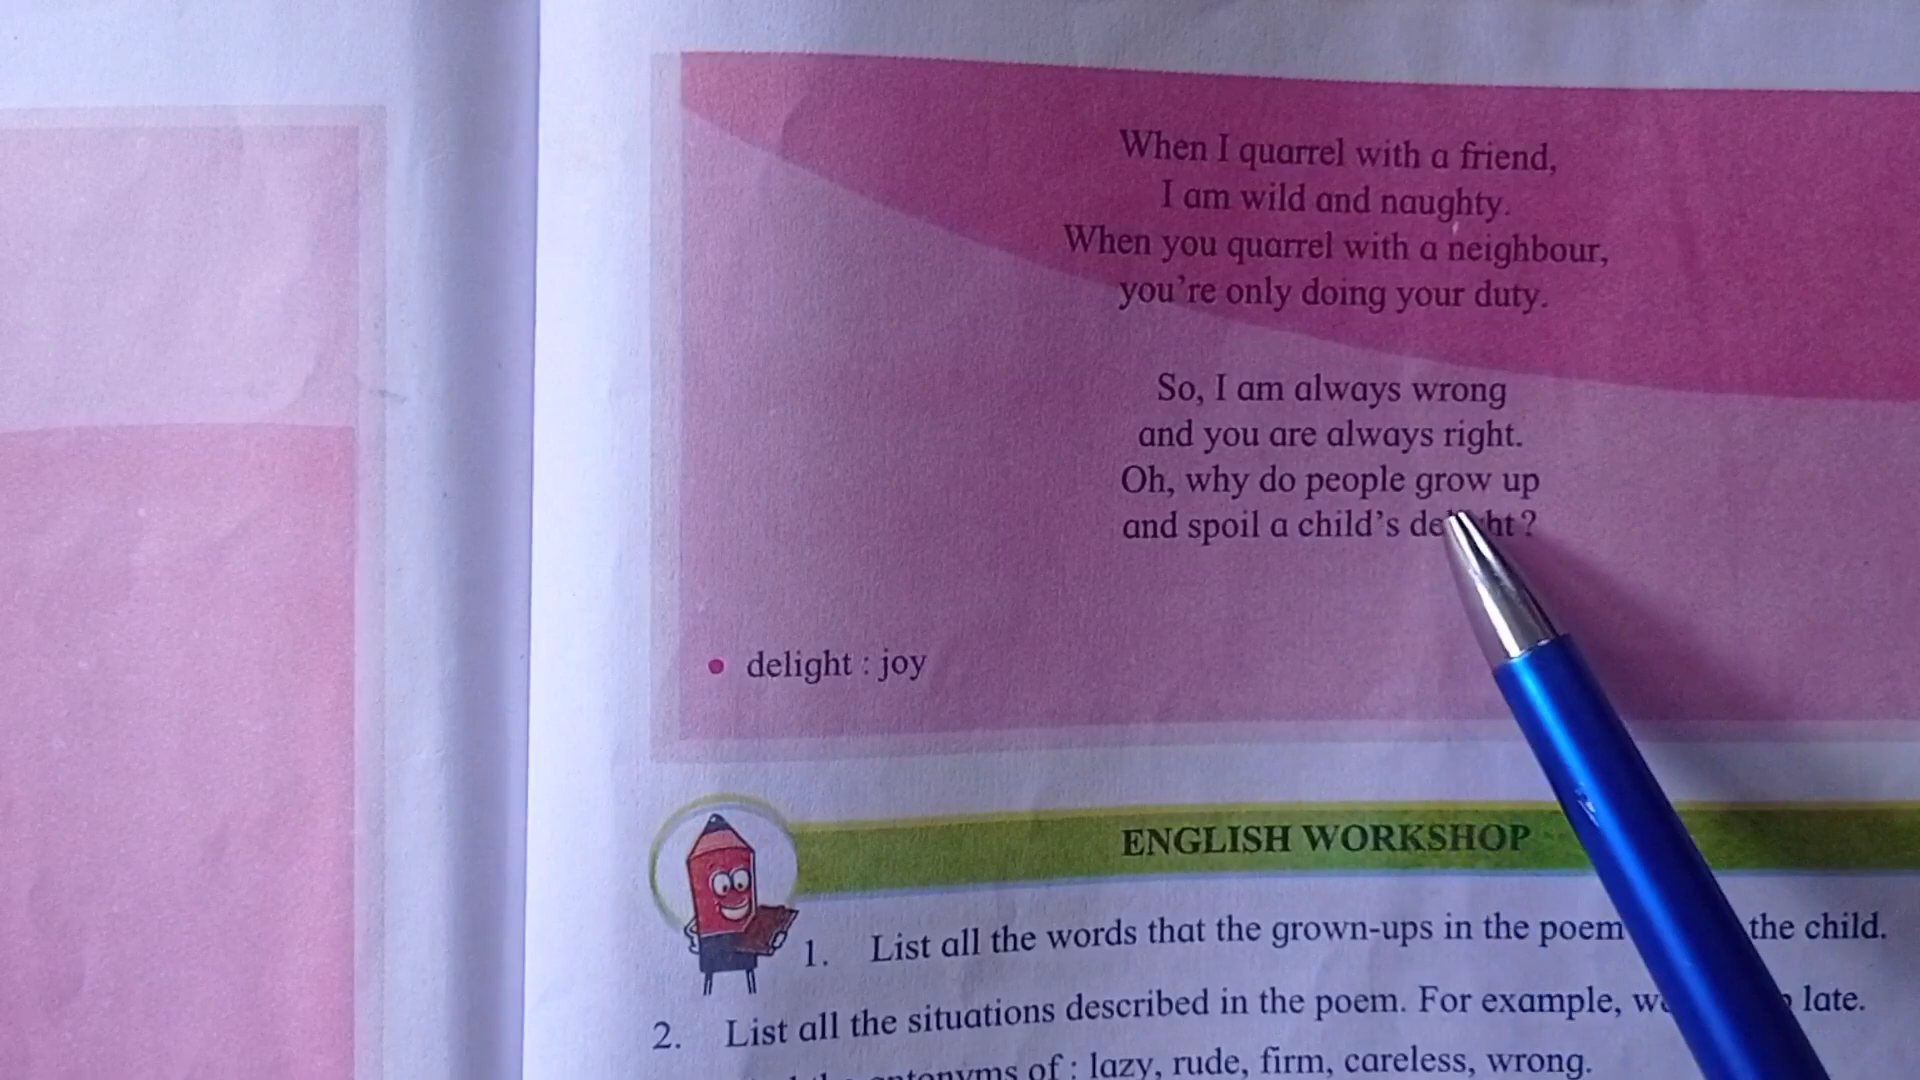 When I quarrel with a friend,
I am wild and naughty.
When you quarrel with a neighbour,
you're only doing your duty.
So, I am always wrong
and you are always right.
Oh, why do people grow up
and spoil a child's delight?
• delight : joy
ENGLISH WORKSHOP
1. List all the words that the grown-ups in the poem the child.
2. List all the situations described in the poem. For example, late.
antonyms of : lazy, rude, firm, careless, wrong.